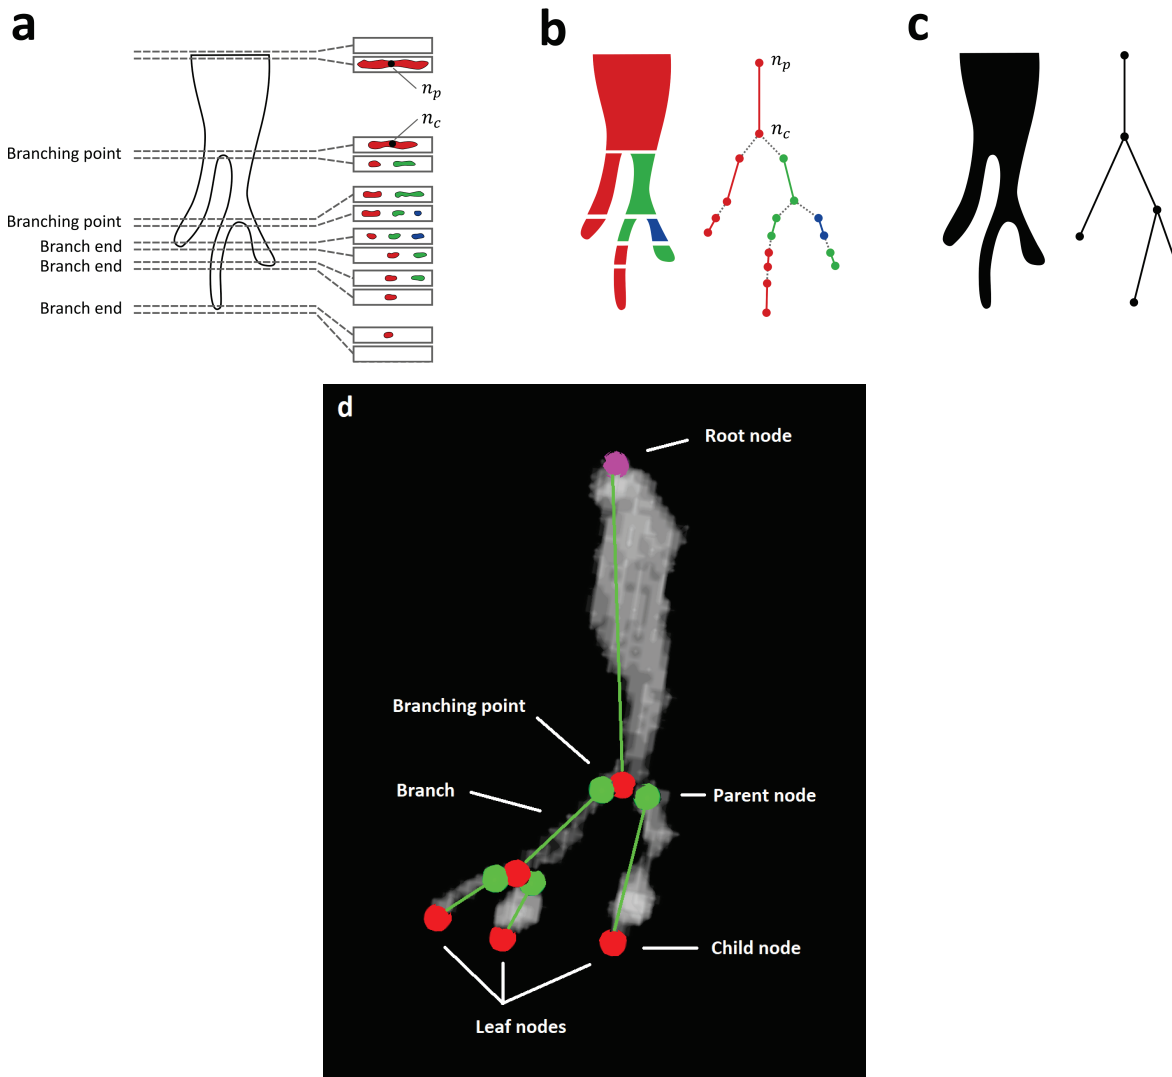 a
n_p
n_c
Branching point
Branching point
Branch end
Branch end
Branch end
b
n_p
n_c
c
d
Root node
Branching point
Branch
Parent node
Child node
Leaf nodes